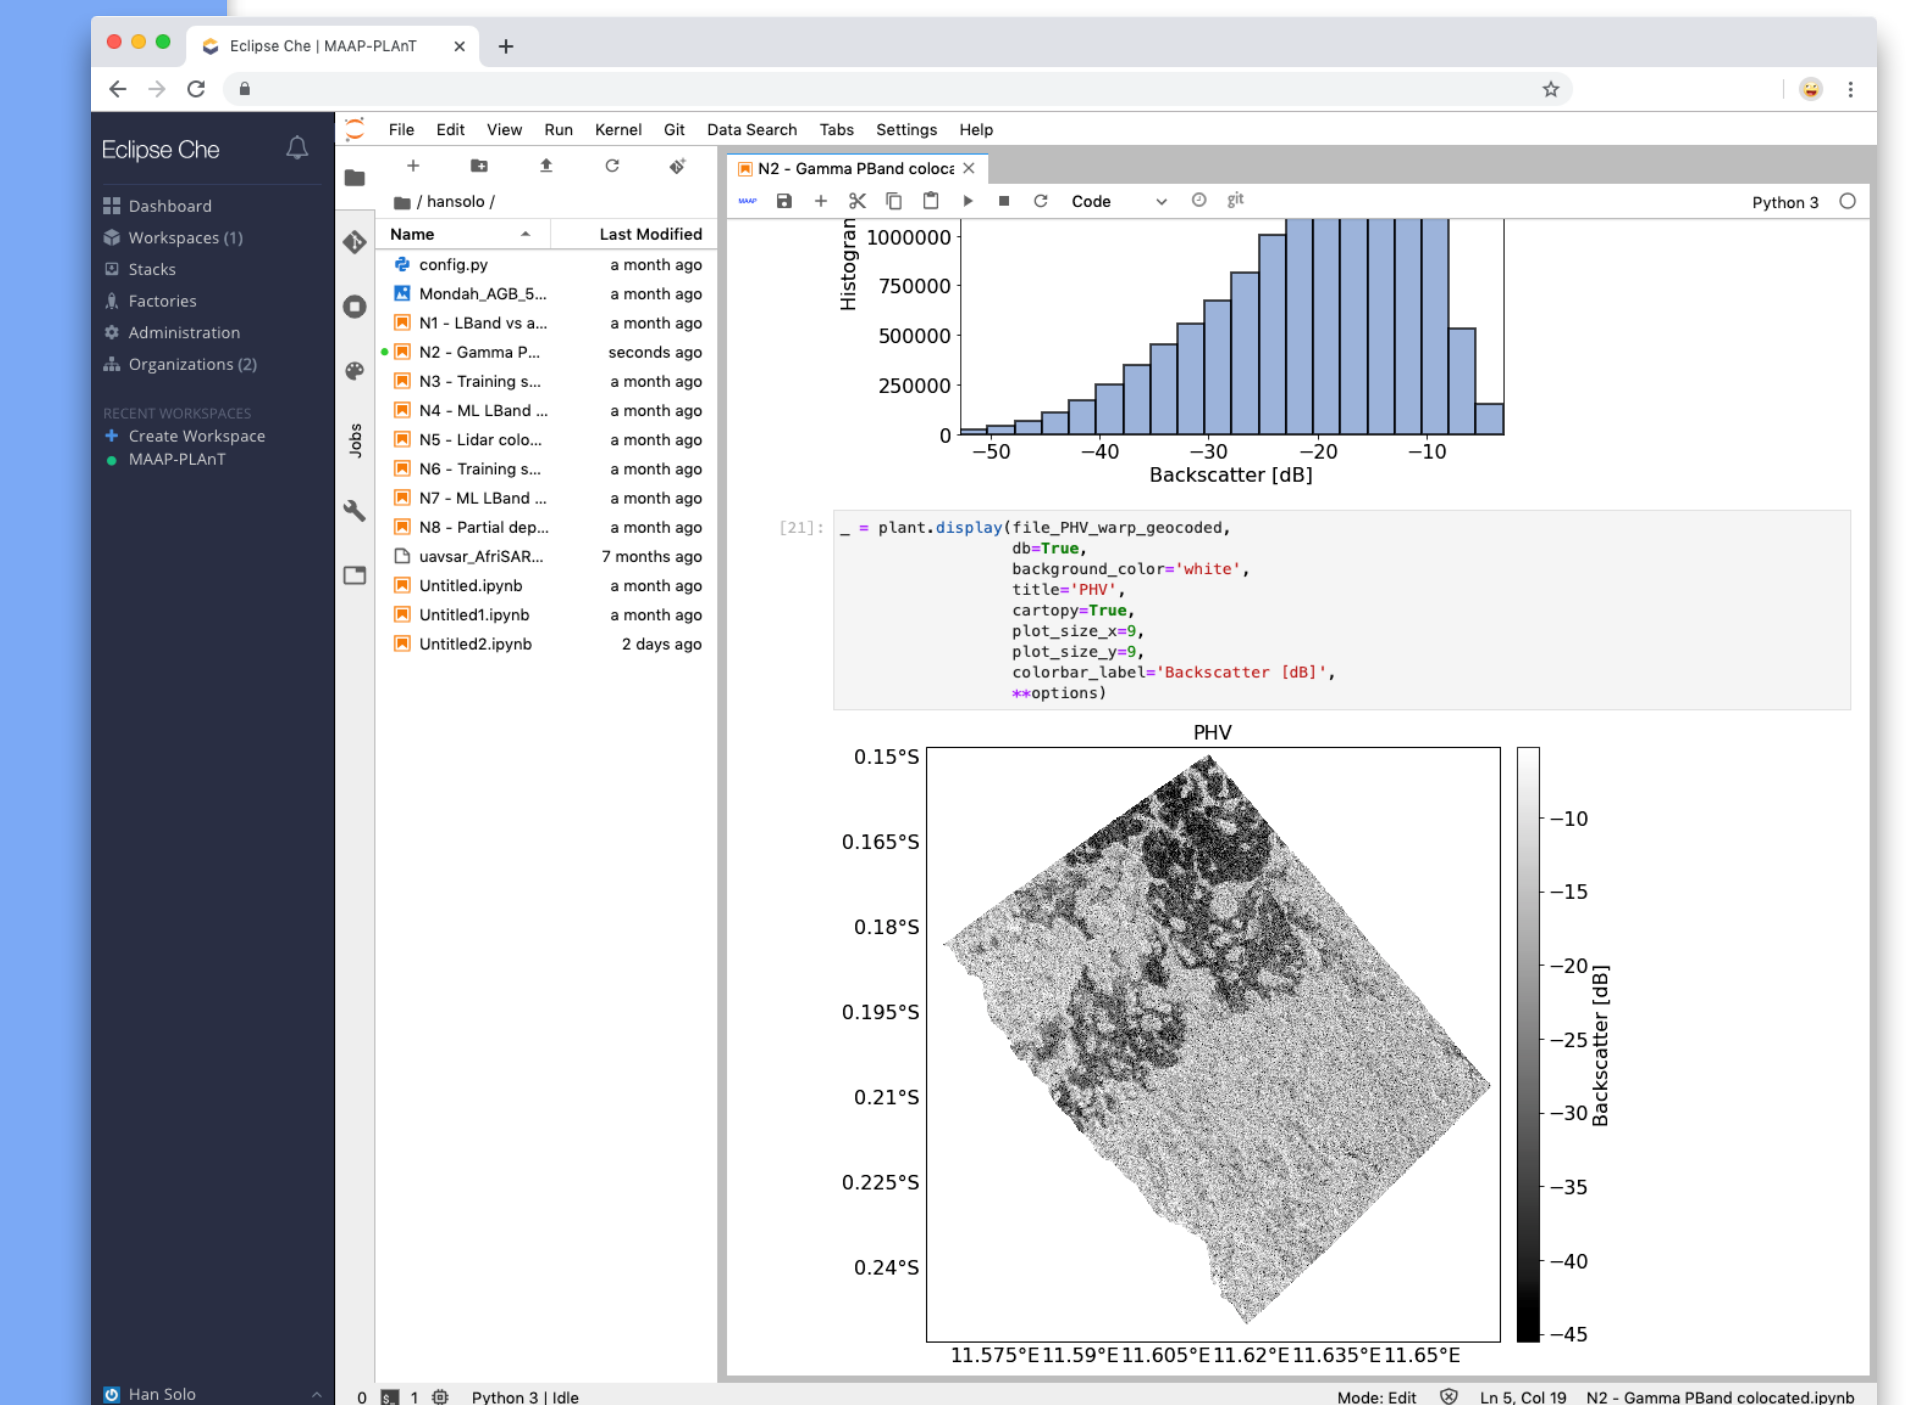 Eclipse Che | MAAP-PLAnT
Eclipse Che
Dashboard
Workspaces (1)
Stacks
Factories
Administration
Organizations (2)
RECENT WORKSPACES
Create Workspace
MAAP-PLAnT
Han Solo
File Edit View Run Kernel Git Data Search Tabs Settings Help
/ hansolo /
Name Last Modified
config.py a month ago
Mondah_AGB_5... a month ago
N1 - LBand vs a... a month ago
N2 - Gamma P... seconds ago
N3 - Training s... a month ago
N4 - ML LBand ... a month ago
N5 - Lidar colo... a month ago
N6 - Training s... a month ago
N7 - ML LBand ... a month ago
N8 - Partial dep... a month ago
uavsar_AfriSAR... 7 months ago
Untitled.ipynb a month ago
Untitled1.ipynb a month ago
Untitled2.ipynb 2 days ago
Jobs
N2 - Gamma PBand coloca
MAAP Code git Python 3
Histogran
1000000
750000
500000
250000
0
−50 −40 −30 −20 −10
Backscatter [dB]
[21]: _ = plant.display(file_PHV_warp_geocoded,
db=True,
background_color='white',
title='PHV',
cartopy=True,
plot_size_x=9,
plot_size_y=9,
colorbar_label='Backscatter [dB]',
**options)
PHV
0.15°S
0.165°S
0.18°S
0.195°S
0.21°S
0.225°S
0.24°S
11.575°E 11.59°E 11.605°E 11.62°E 11.635°E 11.65°E
−10
−15
−20
−25
−30
−35
−40
−45
Backscatter [dB]
0 $_ 1 Python 3 | Idle Mode: Edit Ln 5, Col 19 N2 - Gamma PBand colocated.ipynb